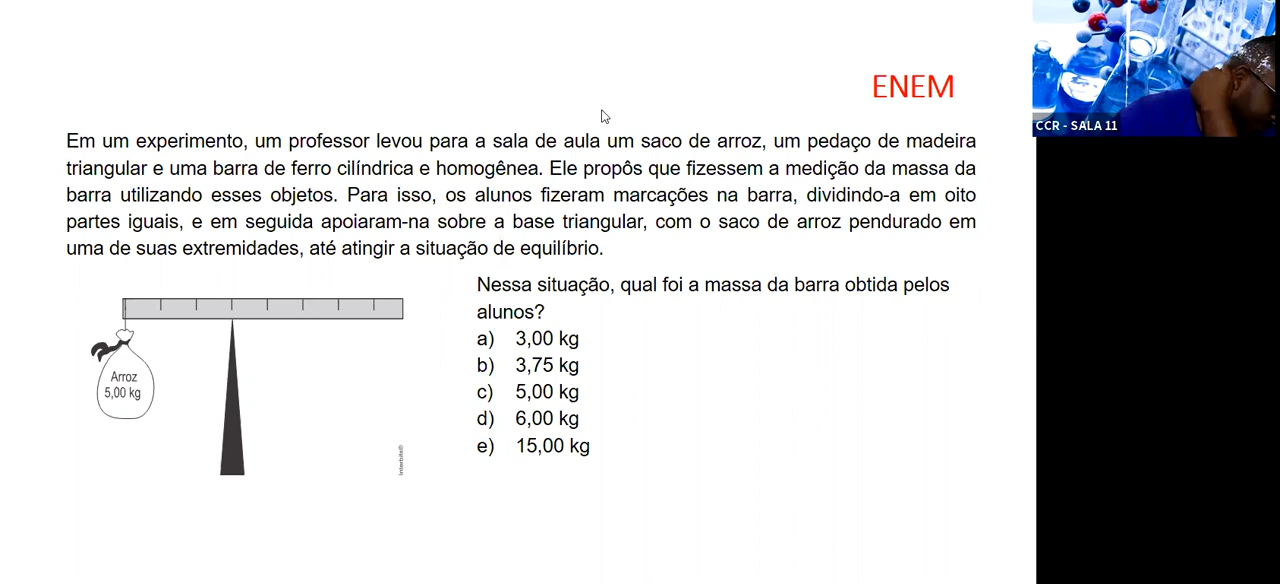 ENEM
CCR - SALA 11
Em um experimento, um professor levou para a sala de aula um saco de arroz, um pedaço de madeira
triangular e uma barra de ferro cilíndrica e homogênea. Ele propôs que fizessem a medição da massa da
barra utilizando esses objetos. Para isso, os alunos fizeram marcações na barra, dividindo-a em oito
partes iguais, e em seguida apoiaram-na sobre a base triangular, com o saco de arroz pendurado em
uma de suas extremidades, até atingir a situação de equilíbrio.
Arroz
5,00 kg
interbits®
Nessa situação, qual foi a massa da barra obtida pelos
alunos?
a) 3,00 kg
b) 3,75 kg
c) 5,00 kg
d) 6,00 kg
e) 15,00 kg